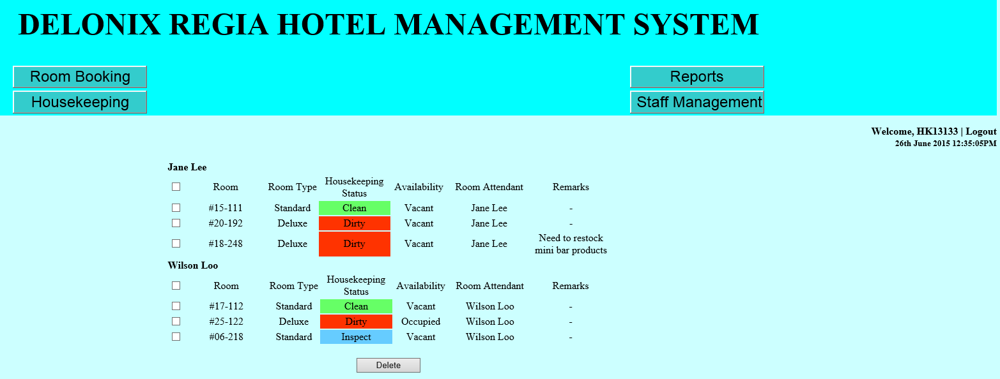 DELONIX REGIA HOTEL MANAGEMENT SYSTEM
Room Booking
Reports
Housekeeping
Staff Management
Welcome, HK13133 | Logout
26th June 2015 12:35:05PM
Jane Lee
Room Room Type Housekeeping Status Availability Room Attendant Remarks
#15-111 Standard Clean Vacant Jane Lee -
#20-192 Deluxe Dirty Vacant Jane Lee -
#18-248 Deluxe Dirty Vacant Jane Lee Need to restock mini bar products
Wilson Loo
Room Room Type Housekeeping Status Availability Room Attendant Remarks
#17-112 Standard Clean Vacant Wilson Loo -
#25-122 Deluxe Dirty Occupied Wilson Loo -
#06-218 Standard Inspect Vacant Wilson Loo -
Delete